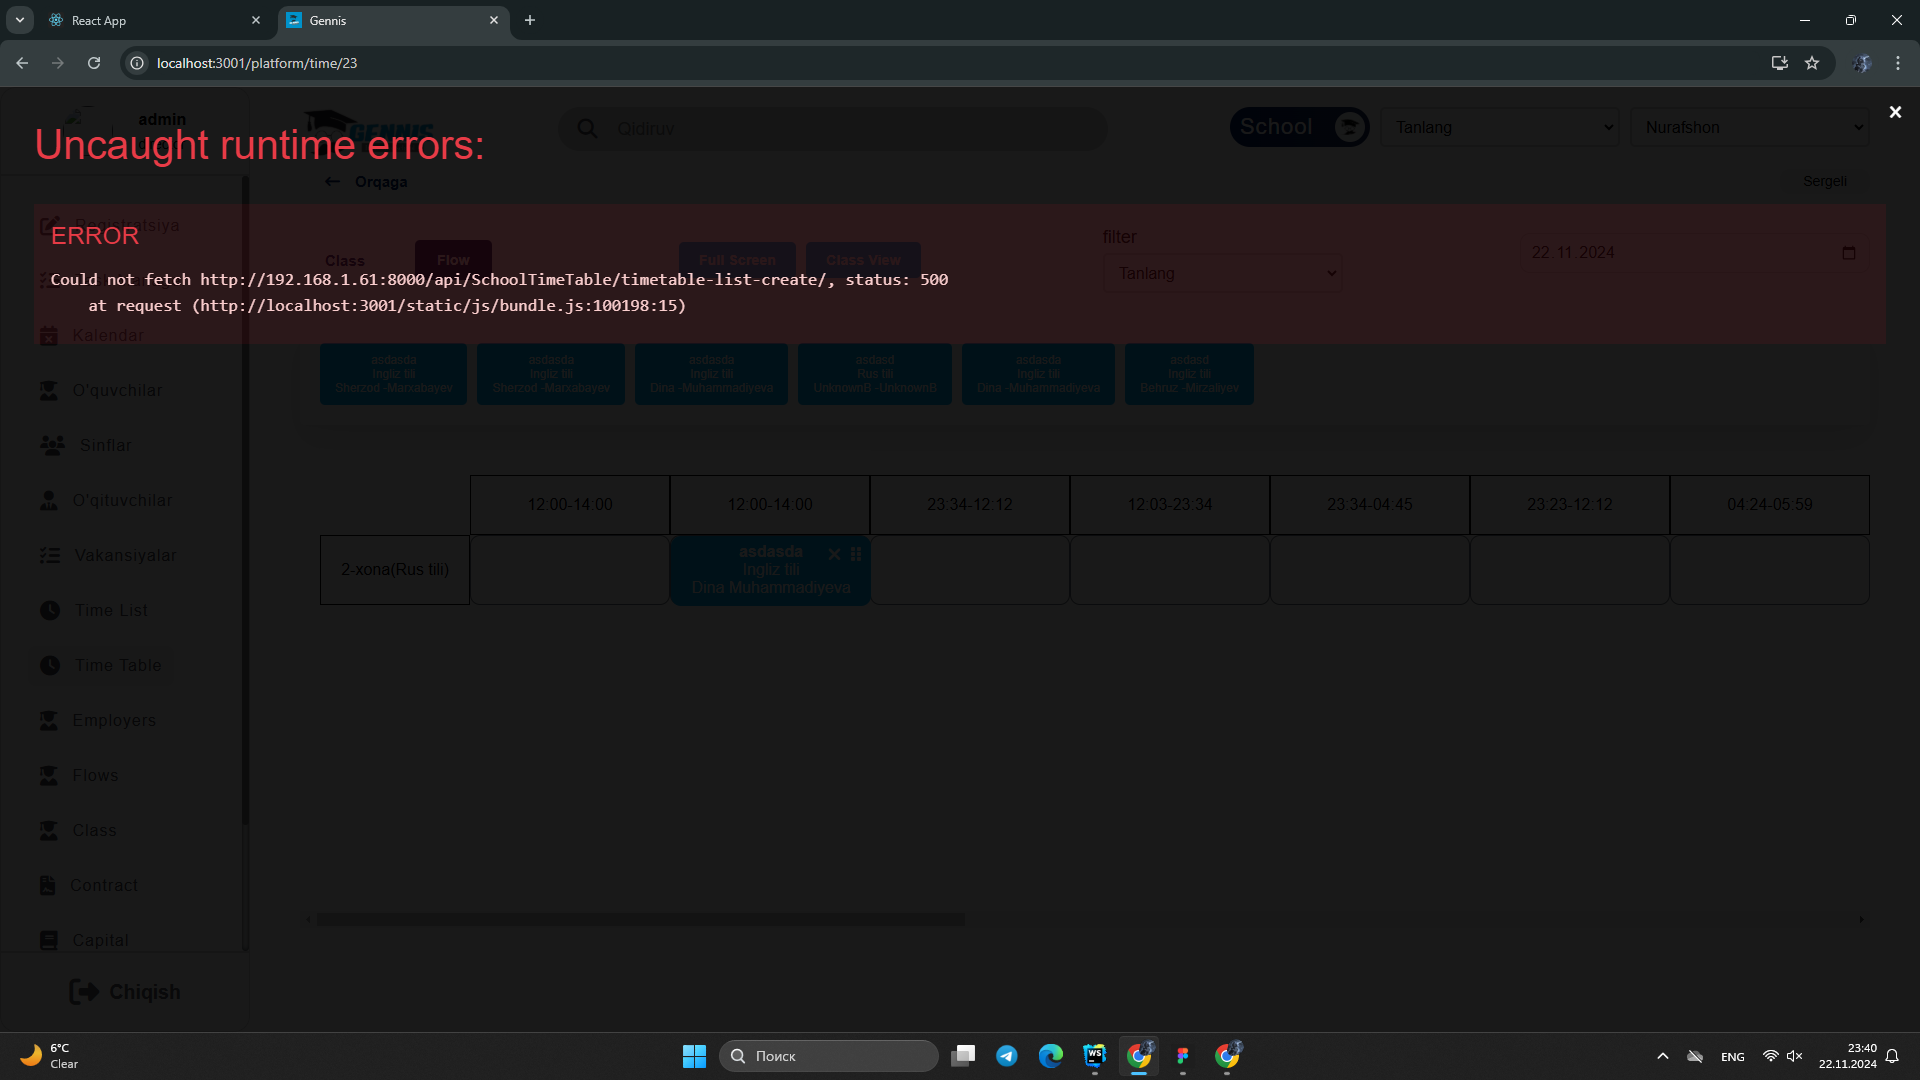 React App
Gennis
localhost:3001/platform/time/23
admin
GENNIS
Qidiruv
School
Tanlang
Nurafshon
Uncaught runtime errors:
Orqaga
Sergeli
Registratsiya
ERROR
filter
Class
Flow
Full Screen
Class View
22.11.2024
Tanlang
Could not fetch http://192.168.1.61:8000/api/SchoolTimeTable/timetable-list-create/, status: 500
at request (http://localhost:3001/static/js/bundle.js:100198:15)
Kalendar
asdasda
Ingliz tili
Sherzod -Marxabayev
asdasda
Ingliz tili
Sherzod -Marxabayev
asdasda
Ingliz tili
Dina -Muhammadiyeva
asdasd
Rus tili
UnknownB -UnknownB
asdasda
Ingliz tili
Dina -Muhammadiyeva
asdasd
Ingliz tili
Behruz -Mirzaliyev
O'quvchilar
Sinflar
O'qituvchilar
Vakansiyalar
Time List
Time Table
Employers
Flows
Class
Contract
Capital
Chiqish
12:00-14:00
12:00-14:00
23:34-12:12
12:03-23:34
23:34-04:45
23:23-12:12
04:24-05:59
2-xona(Rus tili)
asdasda
Ingliz tili
Dina Muhammadiyeva
6°C
Clear
Поиск
WS
ENG
23:40
22.11.2024